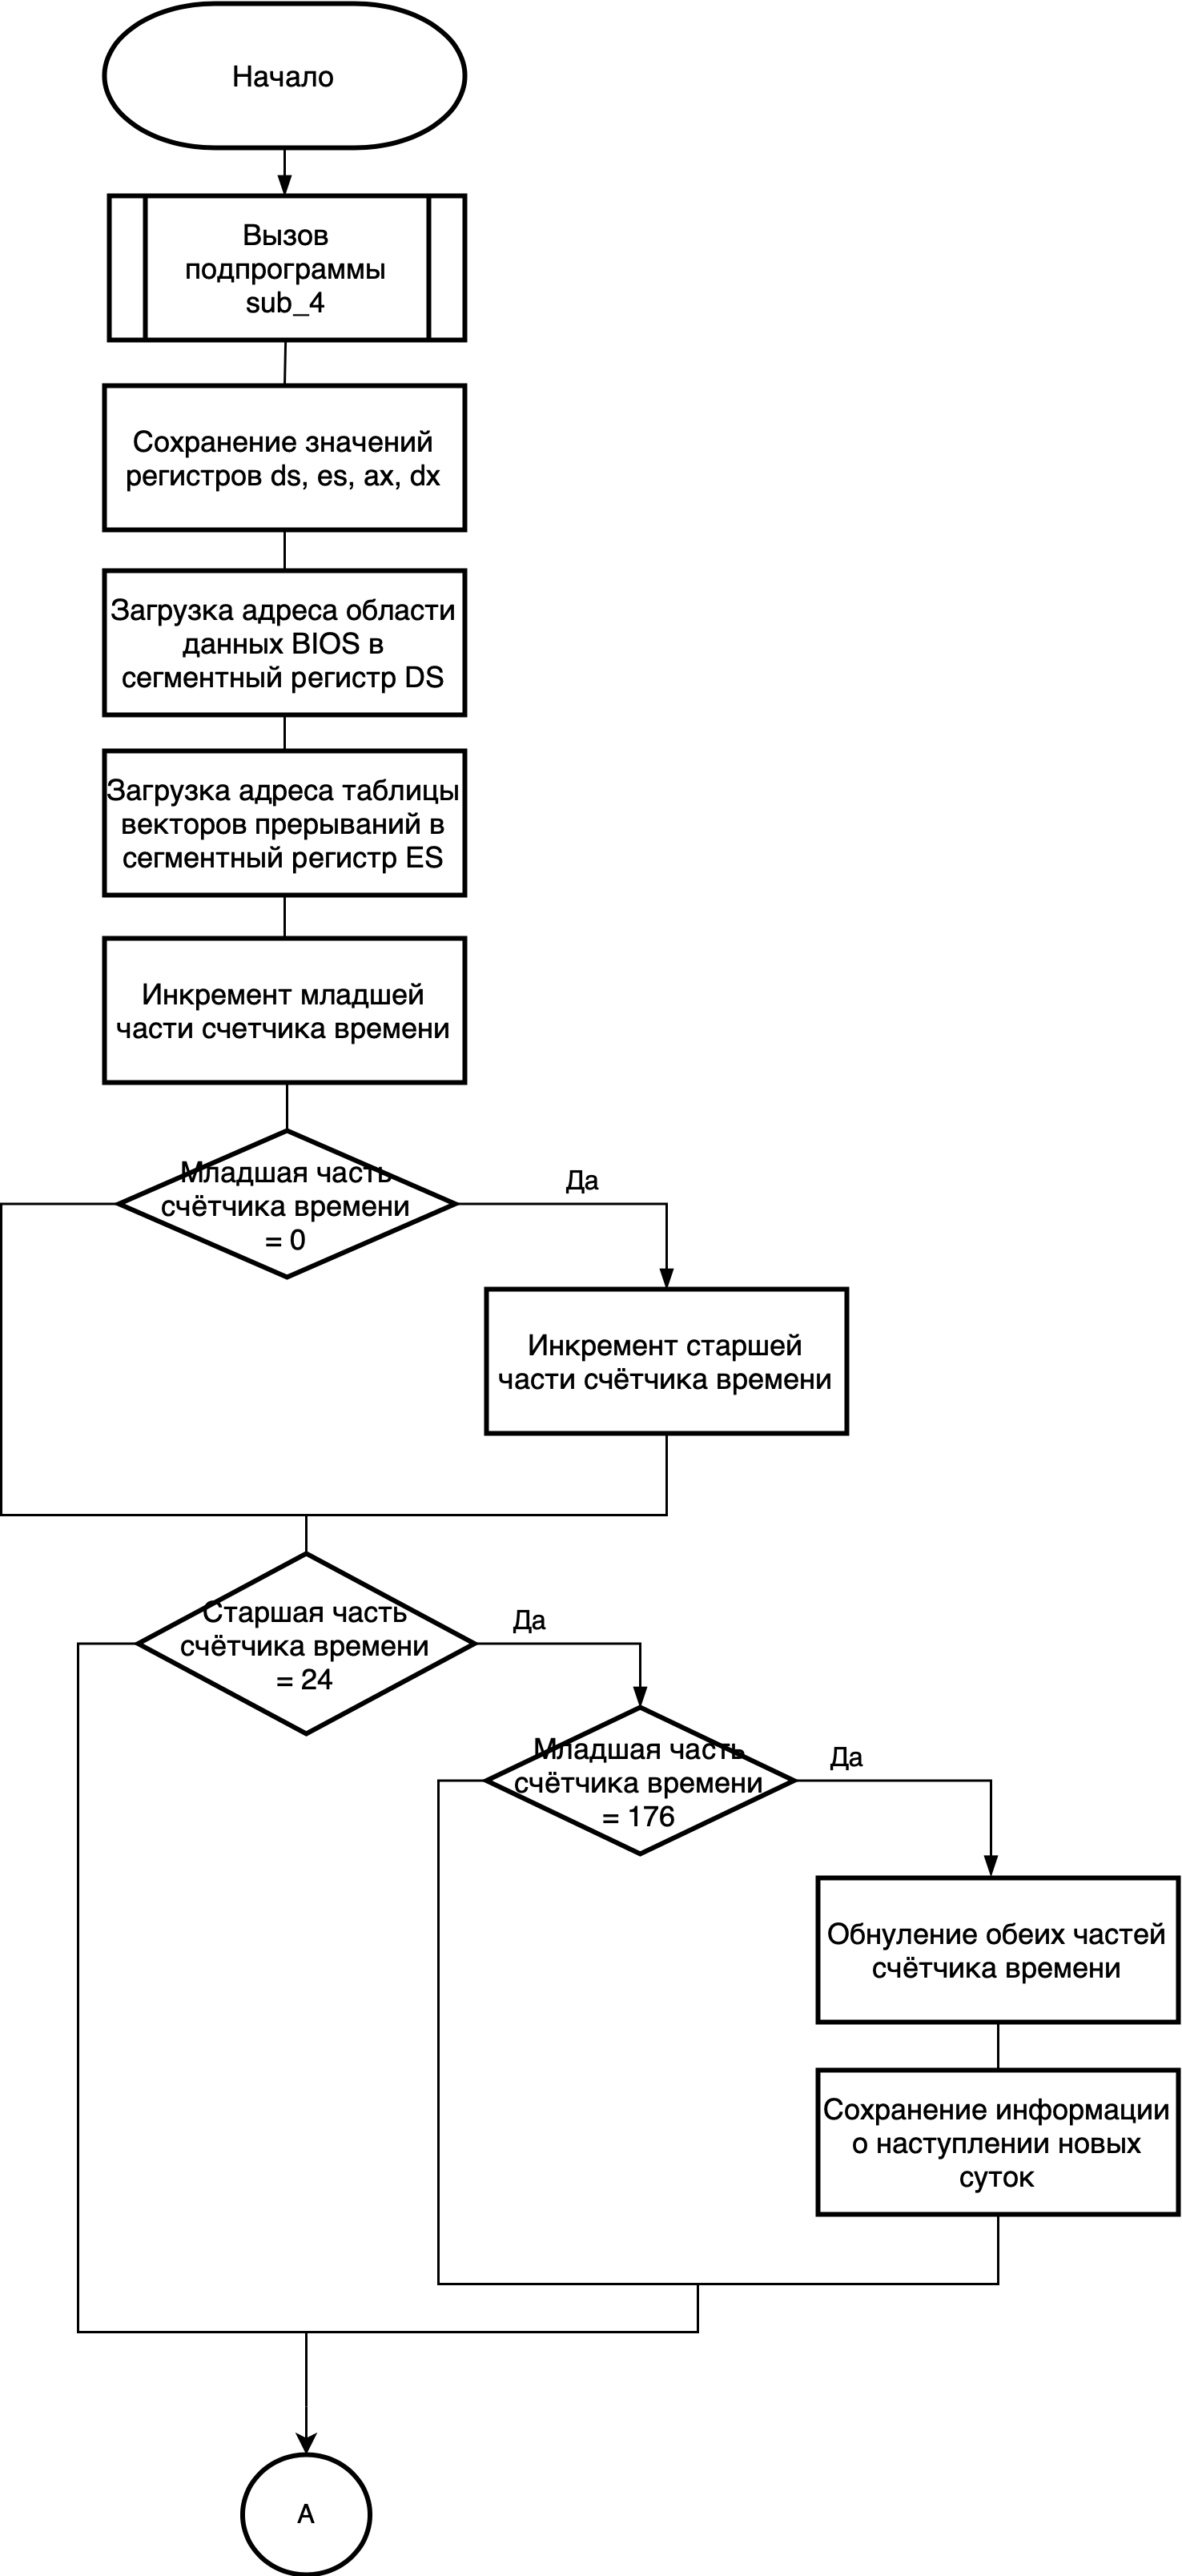 Начало
Вызов
подпрограммы
sub_4
Сохранение значений
регистров ds, es, ax, dx
Загрузка адреса области
данных BIOS в
сегментный регистр DS
Загрузка адреса таблицы
векторов прерываний в
сегментный регистр ES
Инкремент младшей
части счетчика времени
Младшая часть
счётчика времени
= 0
Да
Инкремент старшей
части счётчика времени
Старшая часть
счётчика времени
= 24
Да
Младшая часть
счётчика времени
= 176
Да
Обнуление обеих частей
счётчика времени
Сохранение информации
о наступлении новых
суток
А